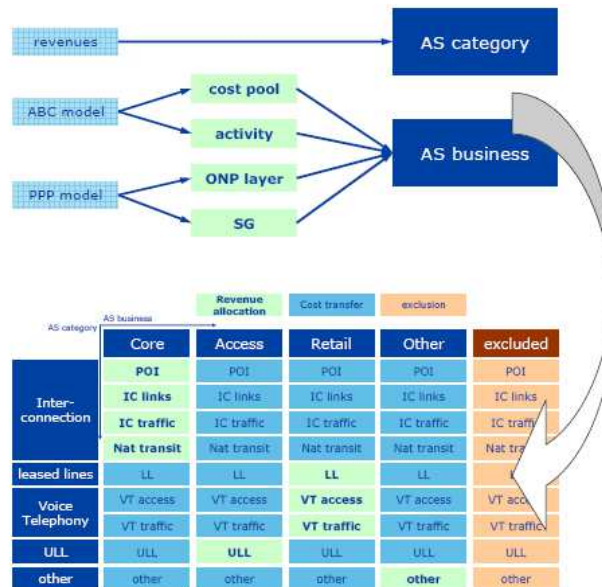 revenues
AS category
ABC model
cost pool
activity
AS business
PPP model
ONP layer
SG
Revenue allocation
Cost transfer
exclusion
AS business
AS category
Core Access Retail Other excluded
Inter-connection
POI POI POI POI POI
IC links IC links IC links IC links IC links
IC traffic IC traffic IC traffic IC traffic IC traffic
Nat transit Nat transit Nat transit Nat transit Nat
leased lines LL LL LL LL
Voice Telephony
VT access VT access VT access VT access VT
VT traffic VT traffic VT traffic VT traffic VT traffic
ULL ULL ULL ULL ULL ULL
other other other other other other